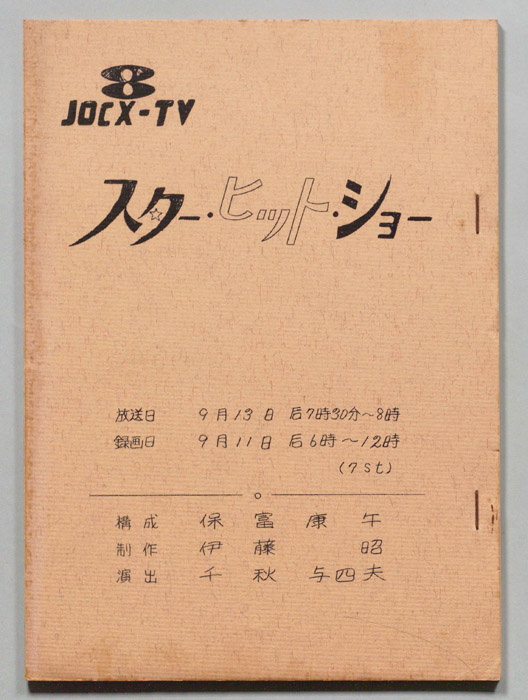 8
JOCX-TV
スター・ヒット・ショー
放送日 9月13日 后7時30分～8時
録画日 9月11日 后6時～12時
(7st)
構成 保富康午
制作 伊藤昭
演出 千秋与四夫